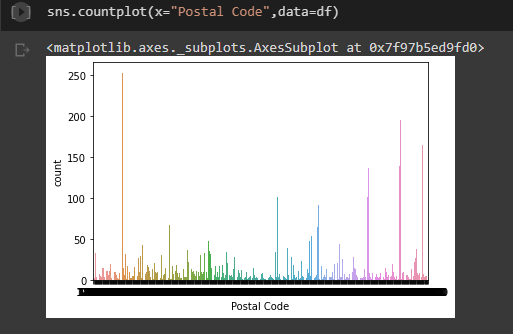 sns.countplot(x="Postal Code",data=df)
<matplotlib.axes._subplots.AxesSubplot at 0x7f97b5ed9fd0>
250
200
150
100
50
0
count
Postal Code